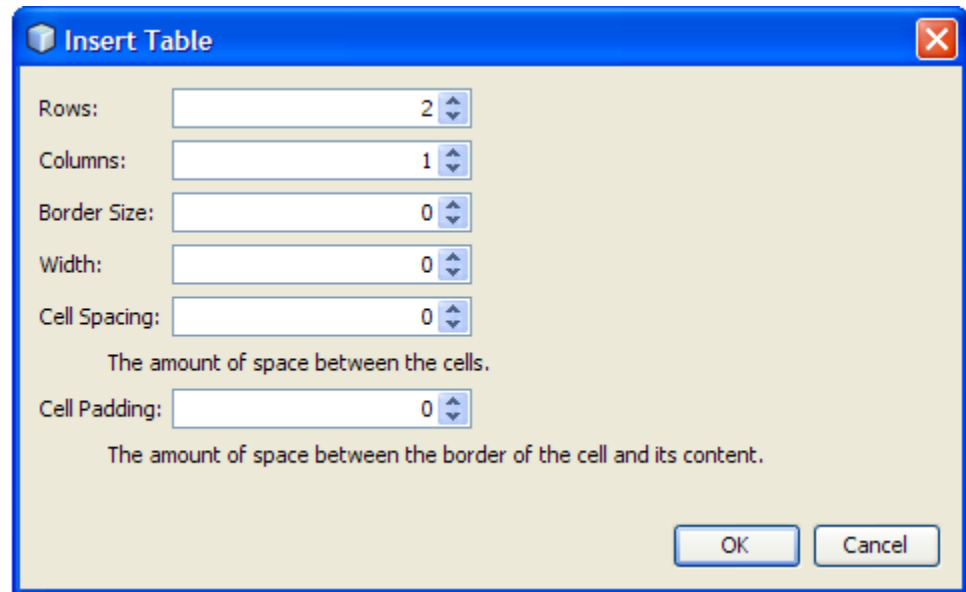 Insert Table
Rows: 2
Columns: 1
Border Size: 0
Width: 0
Cell Spacing: 0
The amount of space between the cells.
Cell Padding: 0
The amount of space between the border of the cell and its content.
OK Cancel